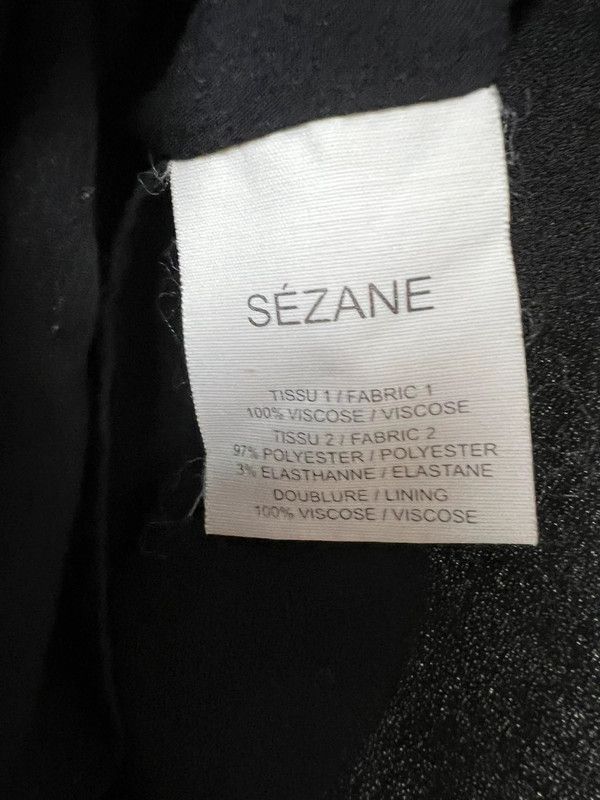 SÉZANE
TISSU 1 / FABRIC 1
100% VISCOSE / VISCOSE
TISSU 2 / FABRIC 2
97% POLYESTER / POLYESTER
3% ELASTHANNE / ELASTANE
DOUBLURE / LINING
100% VISCOSE / VISCOSE